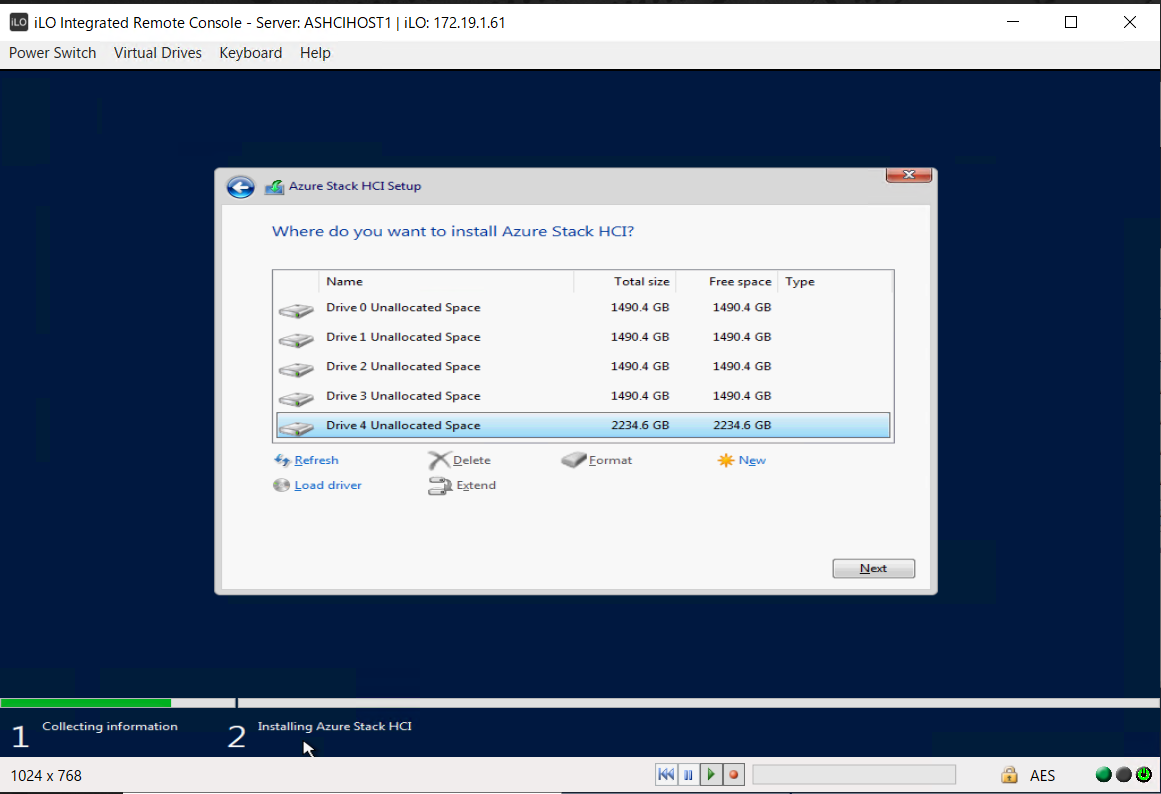 iLO iLO Integrated Remote Console - Server: ASHCIHOST1 | iLO: 172.19.1.61
Power Switch Virtual Drives Keyboard Help
Azure Stack HCI Setup
Where do you want to install Azure Stack HCI?
Name Total size Free space Type
Drive 0 Unallocated Space 1490.4 GB 1490.4 GB
Drive 1 Unallocated Space 1490.4 GB 1490.4 GB
Drive 2 Unallocated Space 1490.4 GB 1490.4 GB
Drive 3 Unallocated Space 1490.4 GB 1490.4 GB
Drive 4 Unallocated Space 2234.6 GB 2234.6 GB
Refresh Delete Format New
Load driver Extend
Next
1 Collecting information 2 Installing Azure Stack HCI
1024 x 768 AES